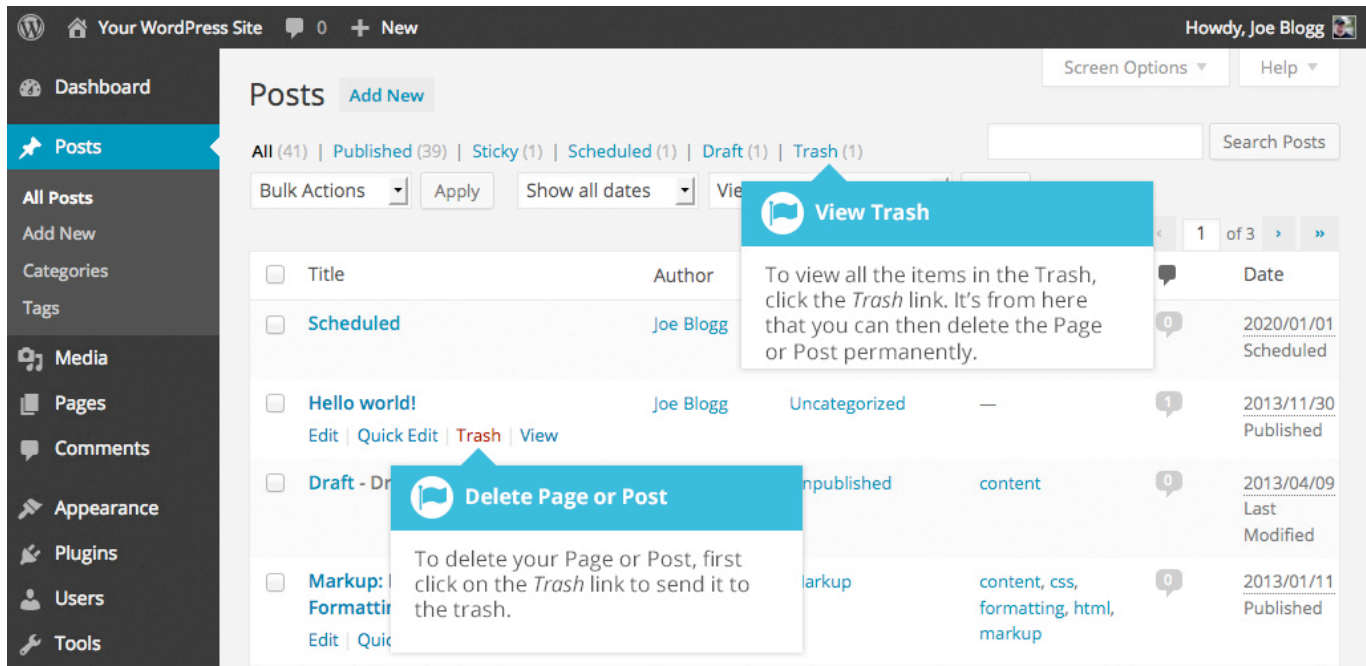 Your WordPress Site 0 + New Howdy, Joe Blogg
Screen Options Help
Dashboard
Posts
All Posts
Add New
Categories
Tags
Media
Pages
Comments
Appearance
Plugins
Users
Tools
Posts Add New
All (41) | Published (39) | Sticky (1) | Scheduled (1) | Draft (1) | Trash (1)
Search Posts
Bulk Actions Apply Show all dates
1 of 3 › »
View Trash
To view all the items in the Trash,
click the Trash link. It’s from here
that you can then delete the Page
or Post permanently.
Title Author Date
Scheduled Joe Blogg 0 2020/01/01
Scheduled
Hello world! Joe Blogg Uncategorized — 1 2013/11/30
Edit | Quick Edit | Trash | View Published
Draft - content 0 2013/04/09
Last
Modified
Delete Page or Post
To delete your Page or Post, first
click on the Trash link to send it to
the trash.
Markup: content, css, 0 2013/01/11
formatting, html, Published
markup
Edit |